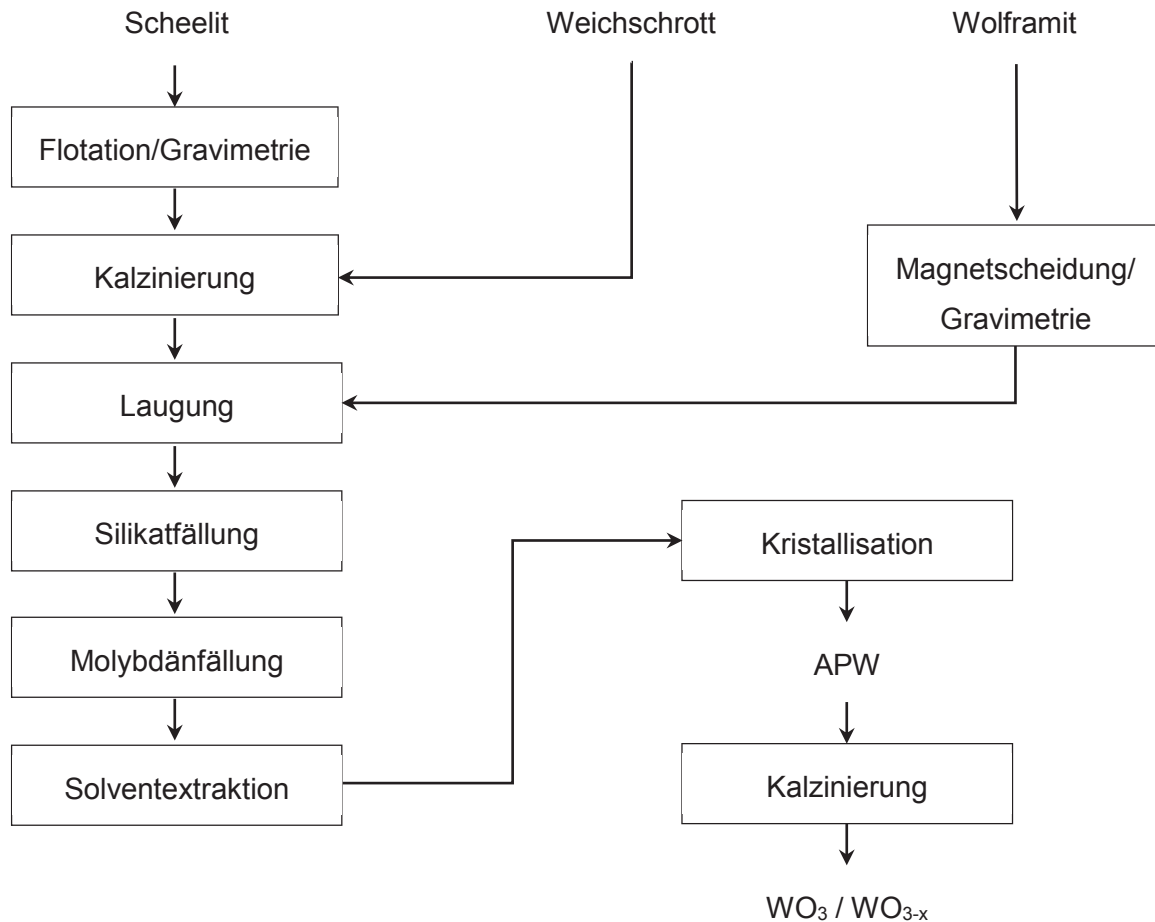 Scheelit
Weichschrott
Wolframit
Flotation/Gravimetrie
Kalzinierung
Magnetscheidung/
Gravimetrie
Laugung
Silikatfällung
Kristallisation
Molybdänfällung
APW
Solventextraktion
Kalzinierung
WO₃ / WO₃₋ₓ